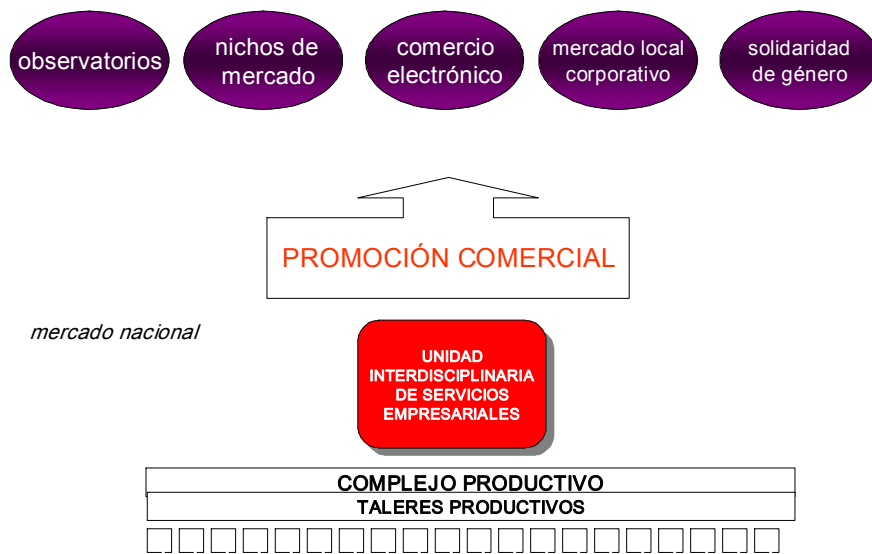 observatorios
nichos de
mercado
comercio
electrónico
mercado local
corporativo
solidaridad
de género
PROMOCIÓN COMERCIAL
mercado nacional
UNIDAD
INTERDISCIPLINARIA
DE SERVICIOS
EMPRESARIALES
COMPLEJO PRODUCTIVO
TALERES PRODUCTIVOS